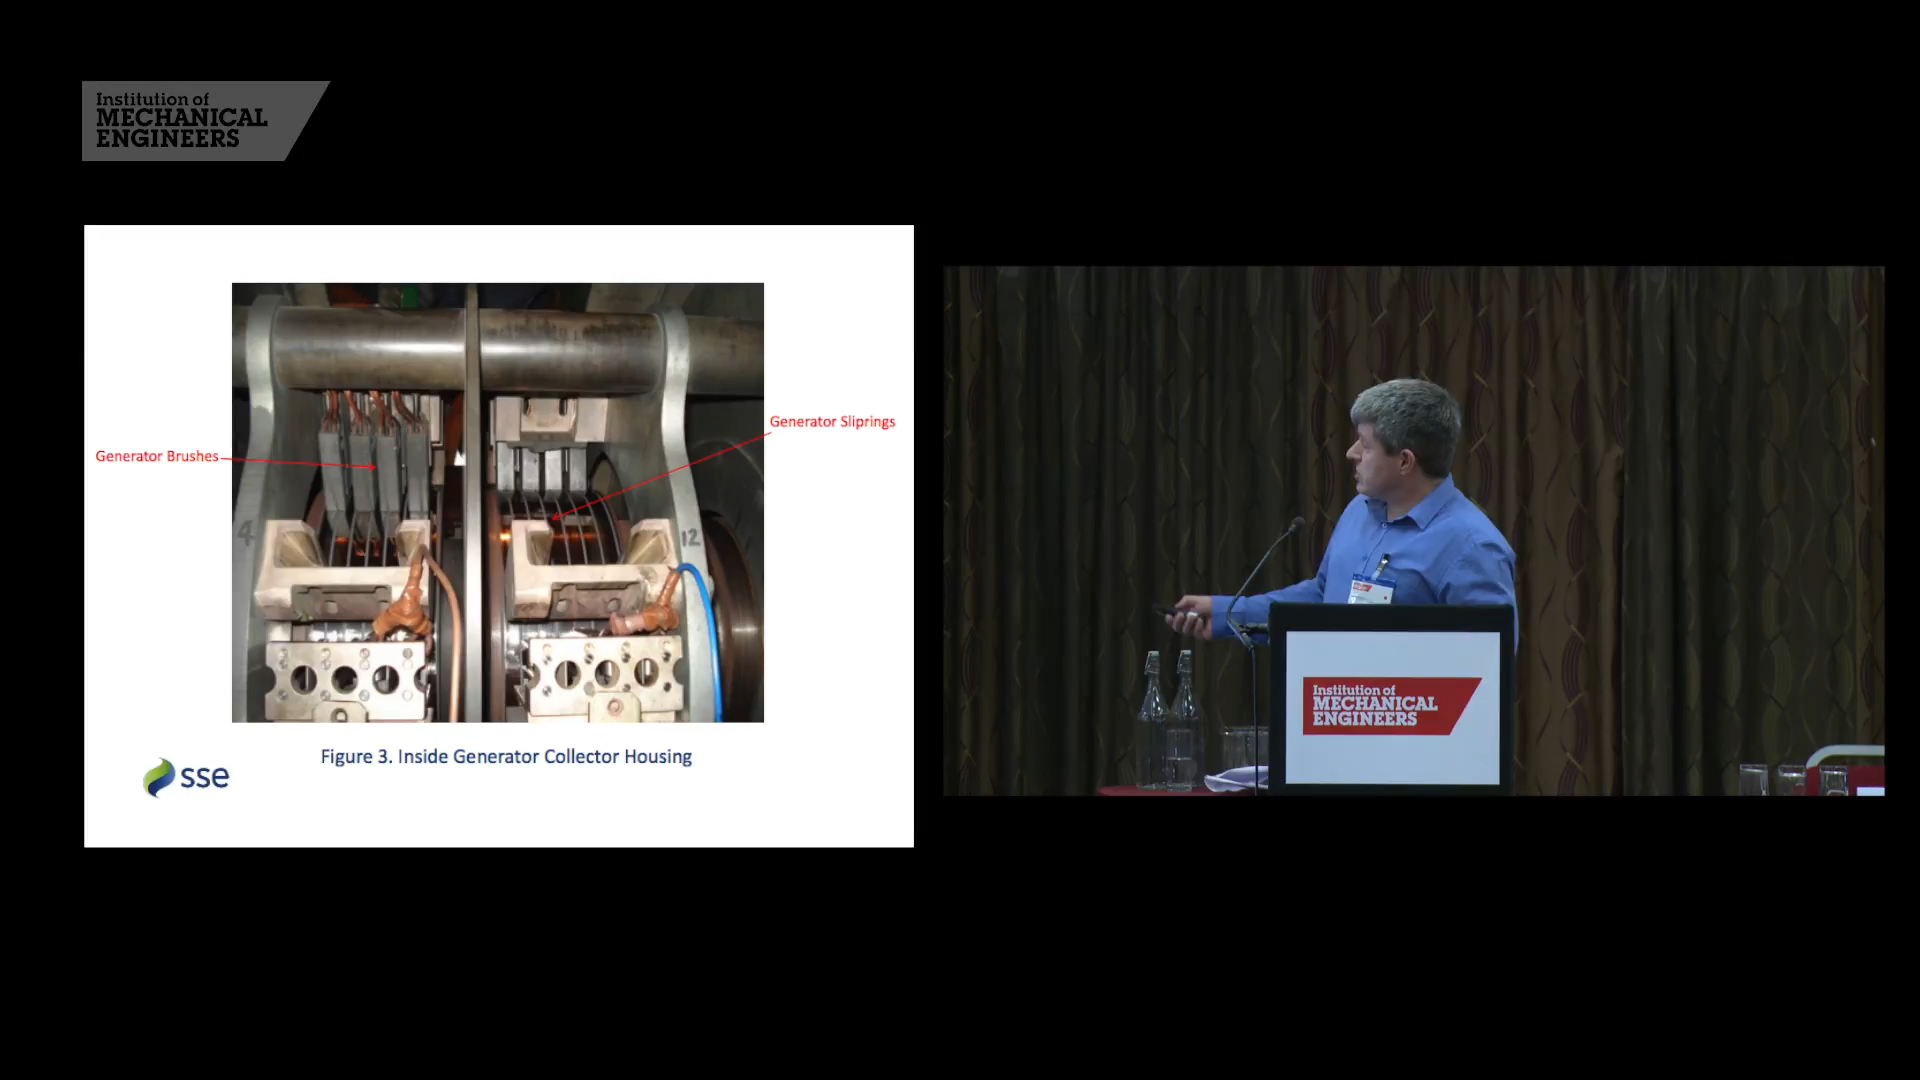 Institution of
MECHANICAL
ENGINEERS
Generator Sliprings
Generator Brushes
4
12
Figure 3. Inside Generator Collector Housing
sse
Institution of
MECHANICAL
ENGINEERS